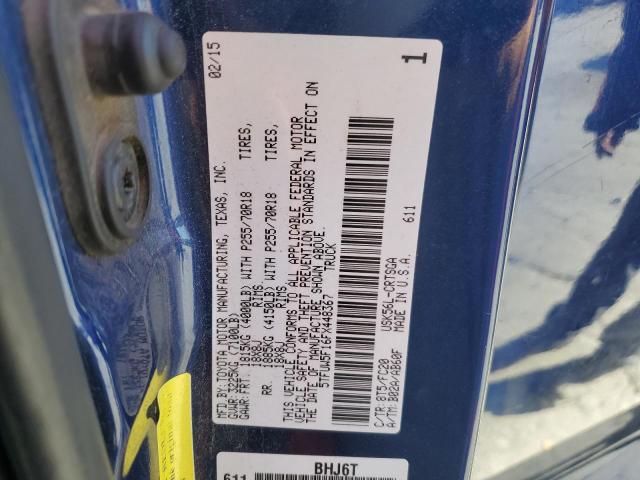 MFD BY: TOYOTA MOTOR MANUFACTURING, TEXAS, INC. 02/15
GVWR: 3225KG (7100LB)
GAWR: FRT. 1815KG (4000LB) WITH P255/70R18 TIRES,
18X8J RIMS,
RR. 1885KG (4150LB) WITH P255/70R18 TIRES,
18X8J RIMS,
THIS VEHICLE CONFORMS TO ALL APPLICABLE FEDERAL MOTOR
VEHICLE SAFETY AND THEFT PREVENTION STANDARDS IN EFFECT ON
THE DATE OF MANUFACTURE SHOWN ABOVE.
5TFUW5F16FX448367 TRUCK 1
611
C/TR: 8T5/FC20 USK56L-CRTSGA
A/TM: B02A/AB60F MADE IN U.S.A.
BHJ6T
611